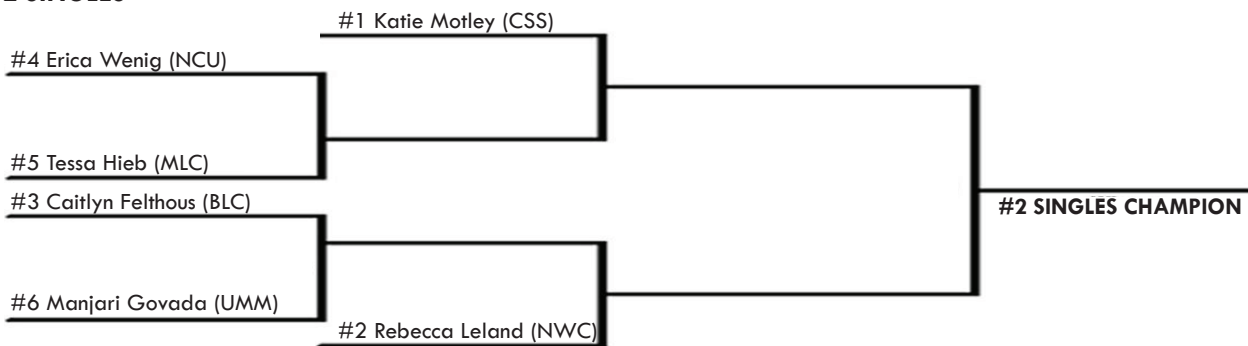 #1 Katie Motley (CSS)
#4 Erica Wenig (NCU)
#5 Tessa Hieb (MLC)
#3 Caitlyn Felthous (BLC)
#2 SINGLES CHAMPION
#6 Manjari Govada (UMM)
#2 Rebecca Leland (NWC)